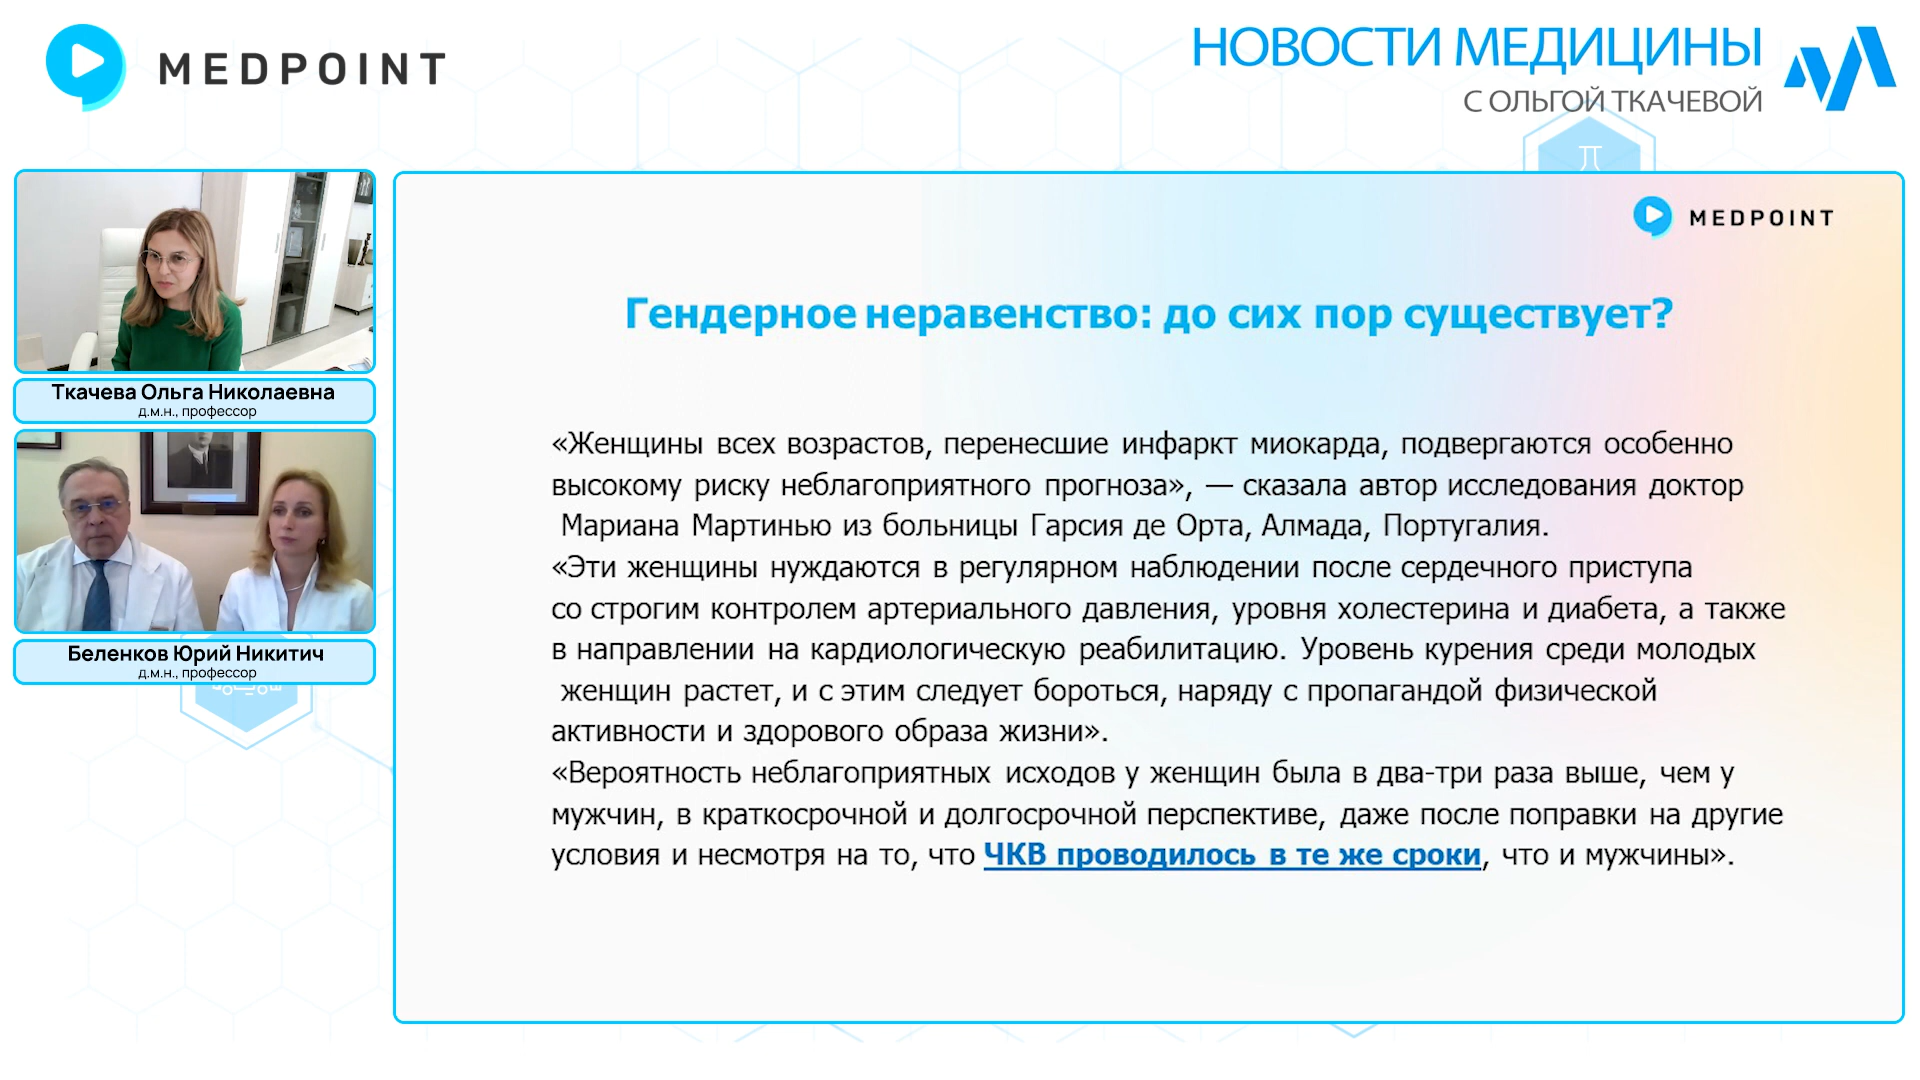 MEDPOINT
НОВОСТИ МЕДИЦИНЫ
С ОЛЬГОЙ ТКАЧЕВОЙ
Ткачева Ольга Николаевна
д.м.н., профессор
Беленков Юрий Никитич
д.м.н., профессор
MEDPOINT
Гендерное неравенство: до сих пор существует?
«Женщины всех возрастов, перенесшие инфаркт миокарда, подвергаются особенно
высокому риску неблагоприятного прогноза», — сказала автор исследования доктор
Мариана Мартинью из больницы Гарсия де Орта, Алмада, Португалия.
«Эти женщины нуждаются в регулярном наблюдении после сердечного приступа
со строгим контролем артериального давления, уровня холестерина и диабета, а также
в направлении на кардиологическую реабилитацию. Уровень курения среди молодых
женщин растет, и с этим следует бороться, наряду с пропагандой физической
активности и здорового образа жизни».
«Вероятность неблагоприятных исходов у женщин была в два-три раза выше, чем у
мужчин, в краткосрочной и долгосрочной перспективе, даже после поправки на другие
условия и несмотря на то, что ЧКВ проводилось в те же сроки, что и мужчины».